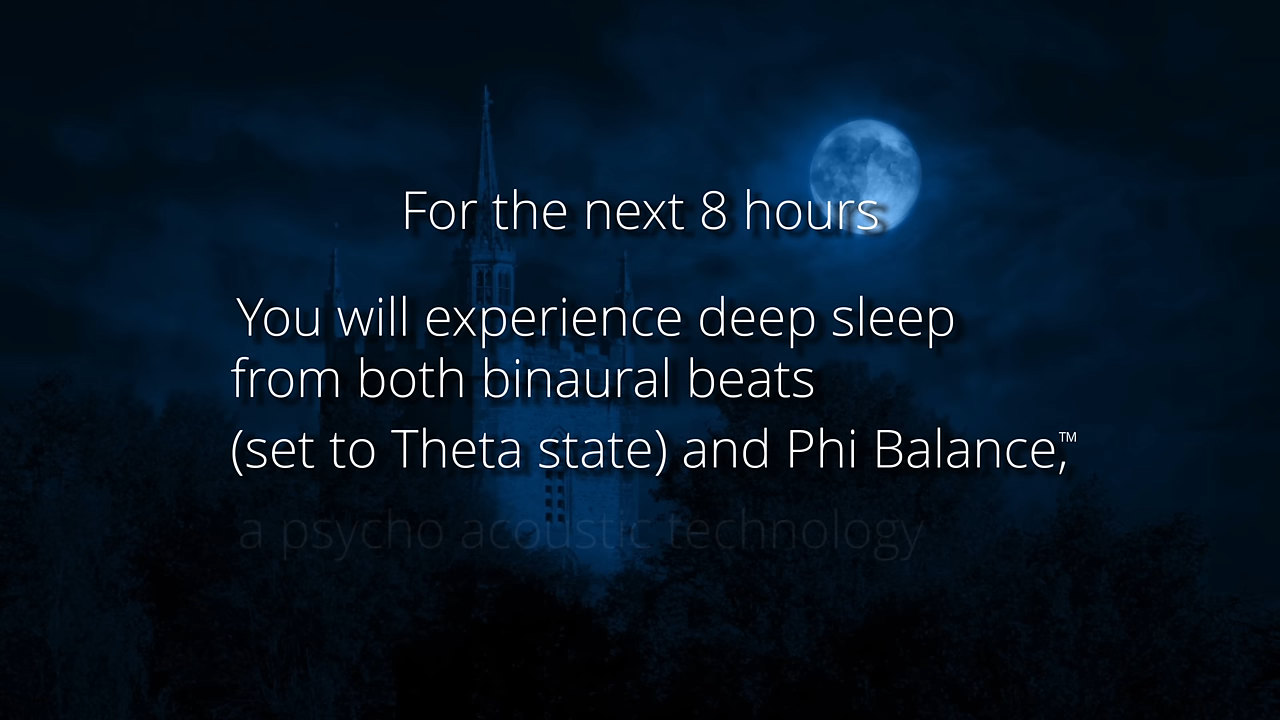 For the next 8 hours
You will experience deep sleep
from both binaural beats
(set to Theta state) and Phi Balance,™
a psycho acoustic technology